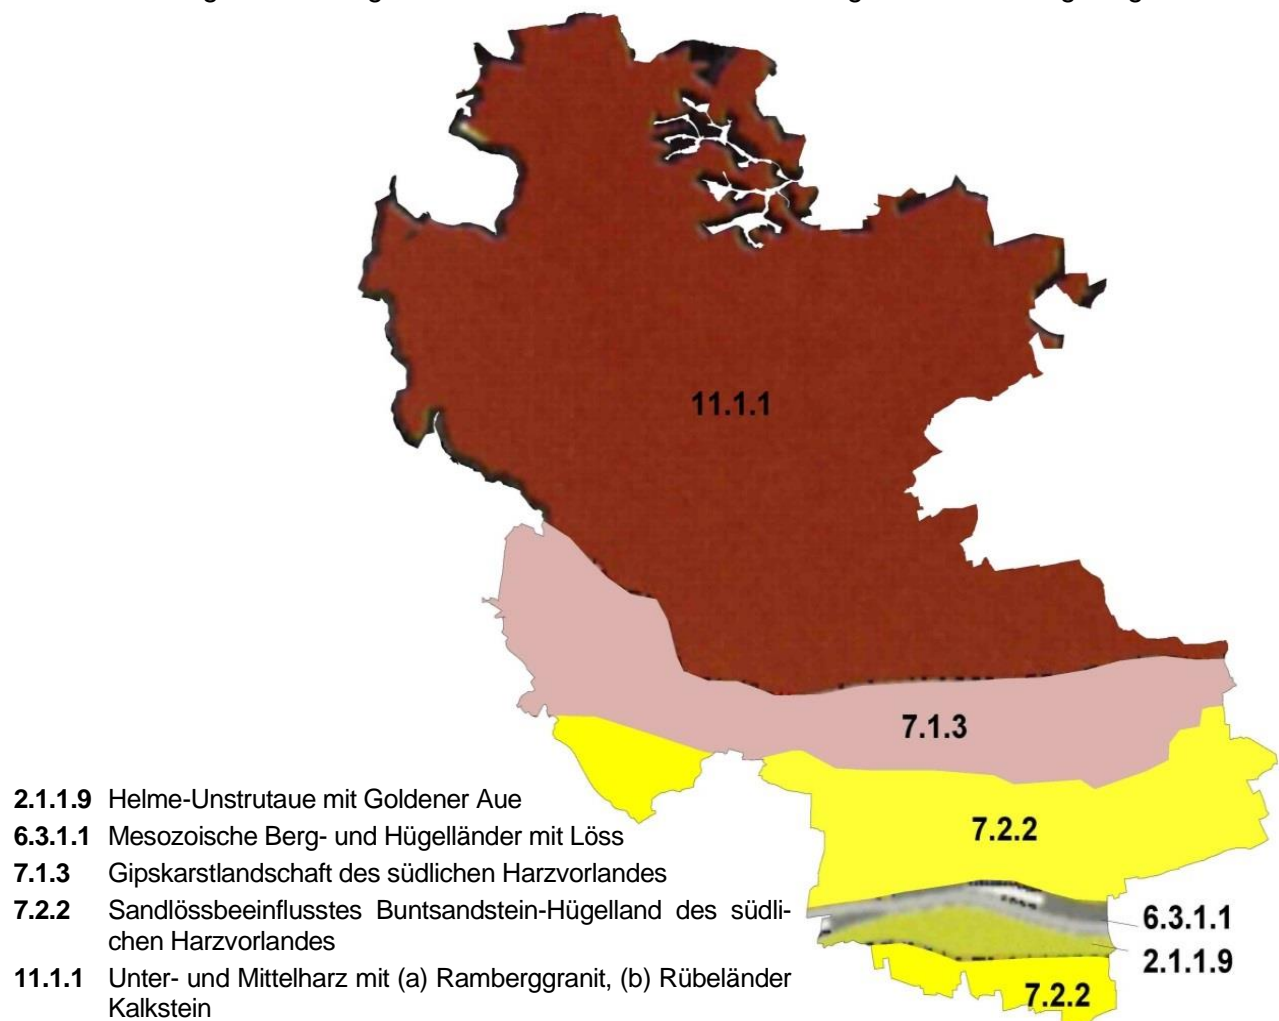 11.1.1
7.1.3
7.2.2
6.3.1.1
2.1.1.9
7.2.2
2.1.1.9 Helme-Unstrutaue mit Goldener Aue
6.3.1.1 Mesozoische Berg- und Hügelländer mit Löss
7.1.3 Gipskarstlandschaft des südlichen Harzvorlandes
7.2.2 Sandlössbeeinflusstes Buntsandstein-Hügelland des südli-
chen Harzvorlandes
11.1.1 Unter- und Mittelharz mit (a) Ramberggranit, (b) Rübeländer
Kalkstein